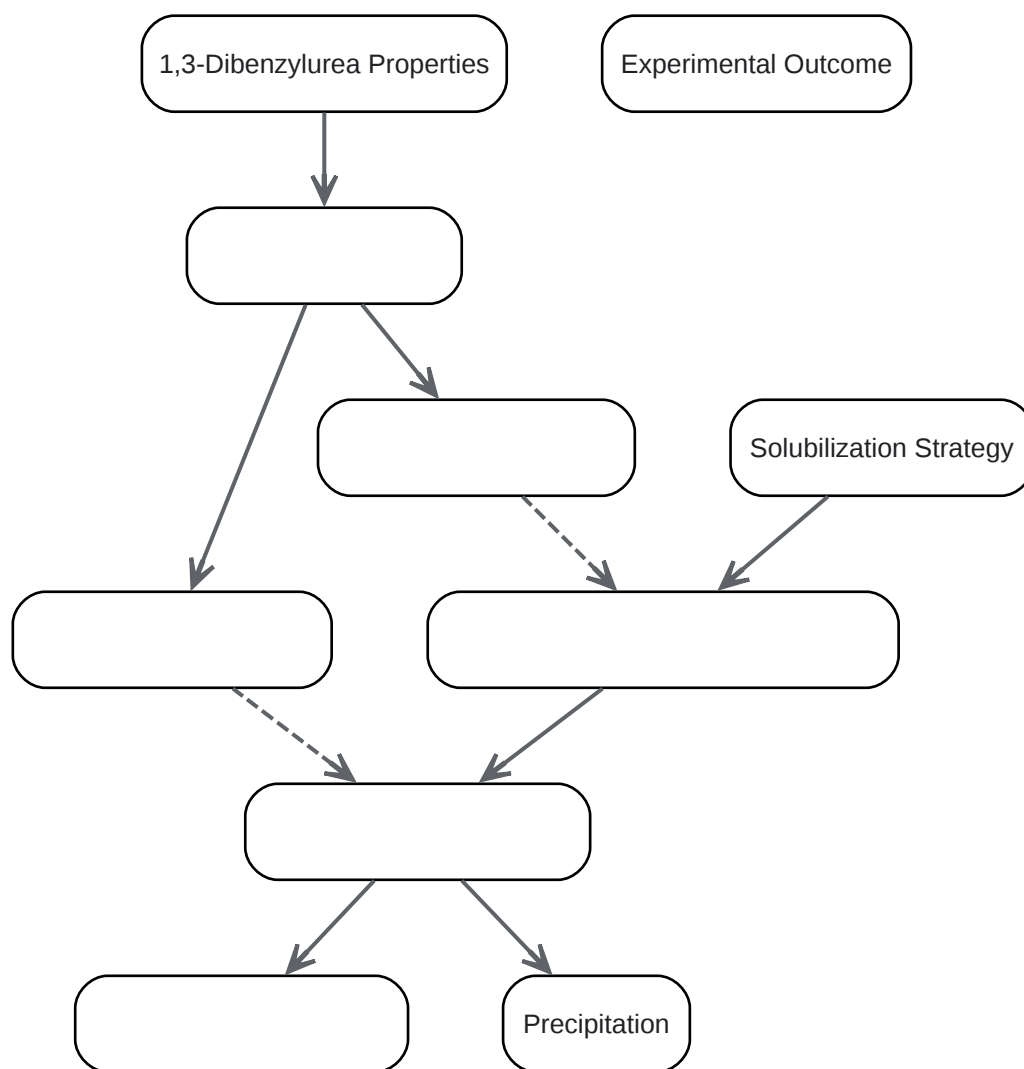 1,3-Dibenzylurea Properties
Experimental Outcome
Solubilization Strategy
Precipitation